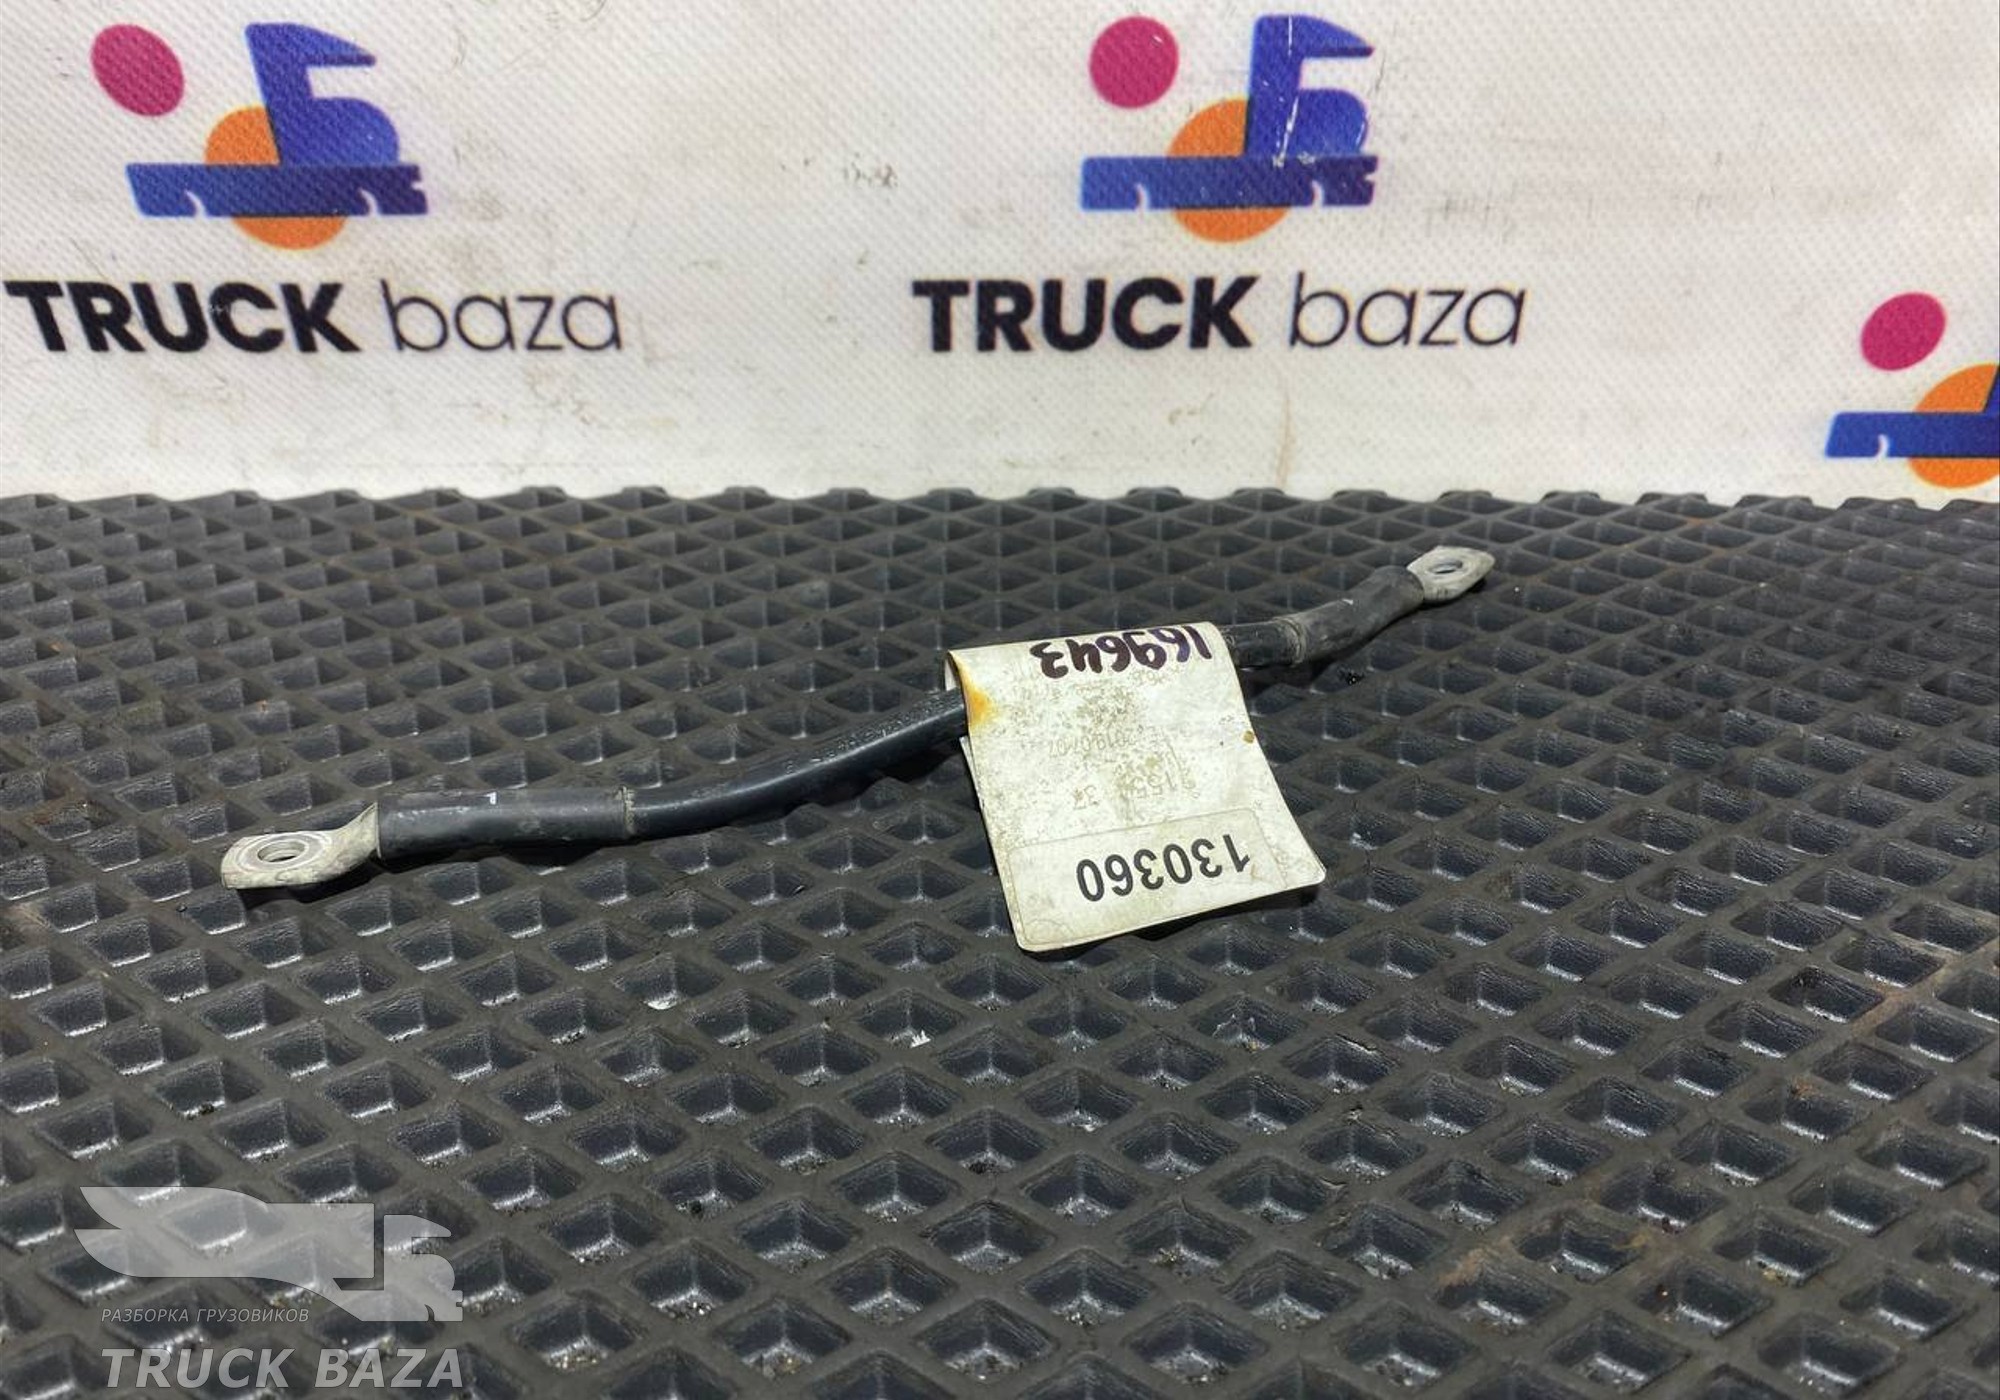 TRUCK baza
TRUCK baza
169643
130360
РАЗБОРКА ГРУЗОВИКОВ
TRUCK BAZA